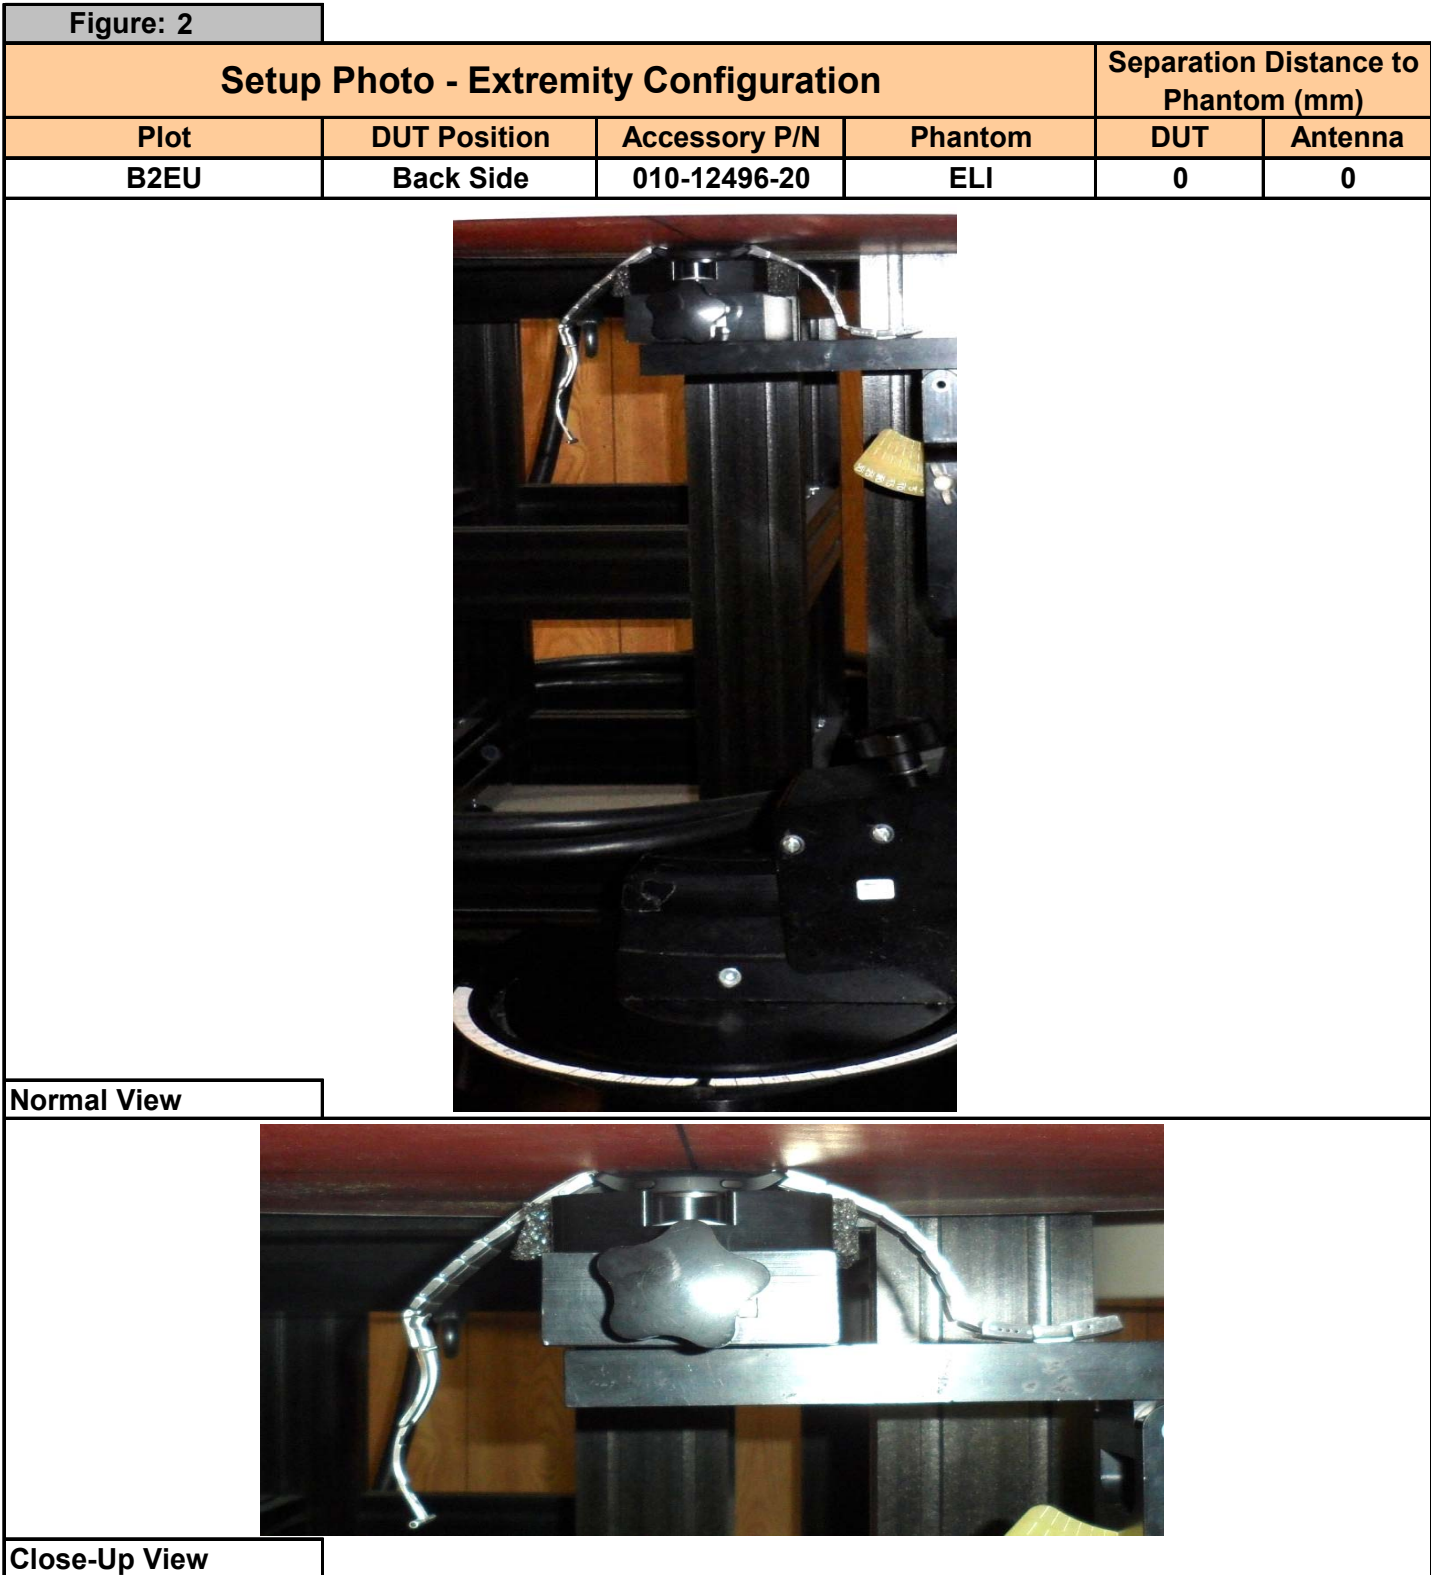 Figure: 2
Setup Photo - Extremity Configuration
Separation Distance to
Phantom (mm)
Plot DUT Position Accessory P/N Phantom DUT Antenna
B2EU Back Side 010-12496-20 ELI 0 0
Normal View
Close-Up View